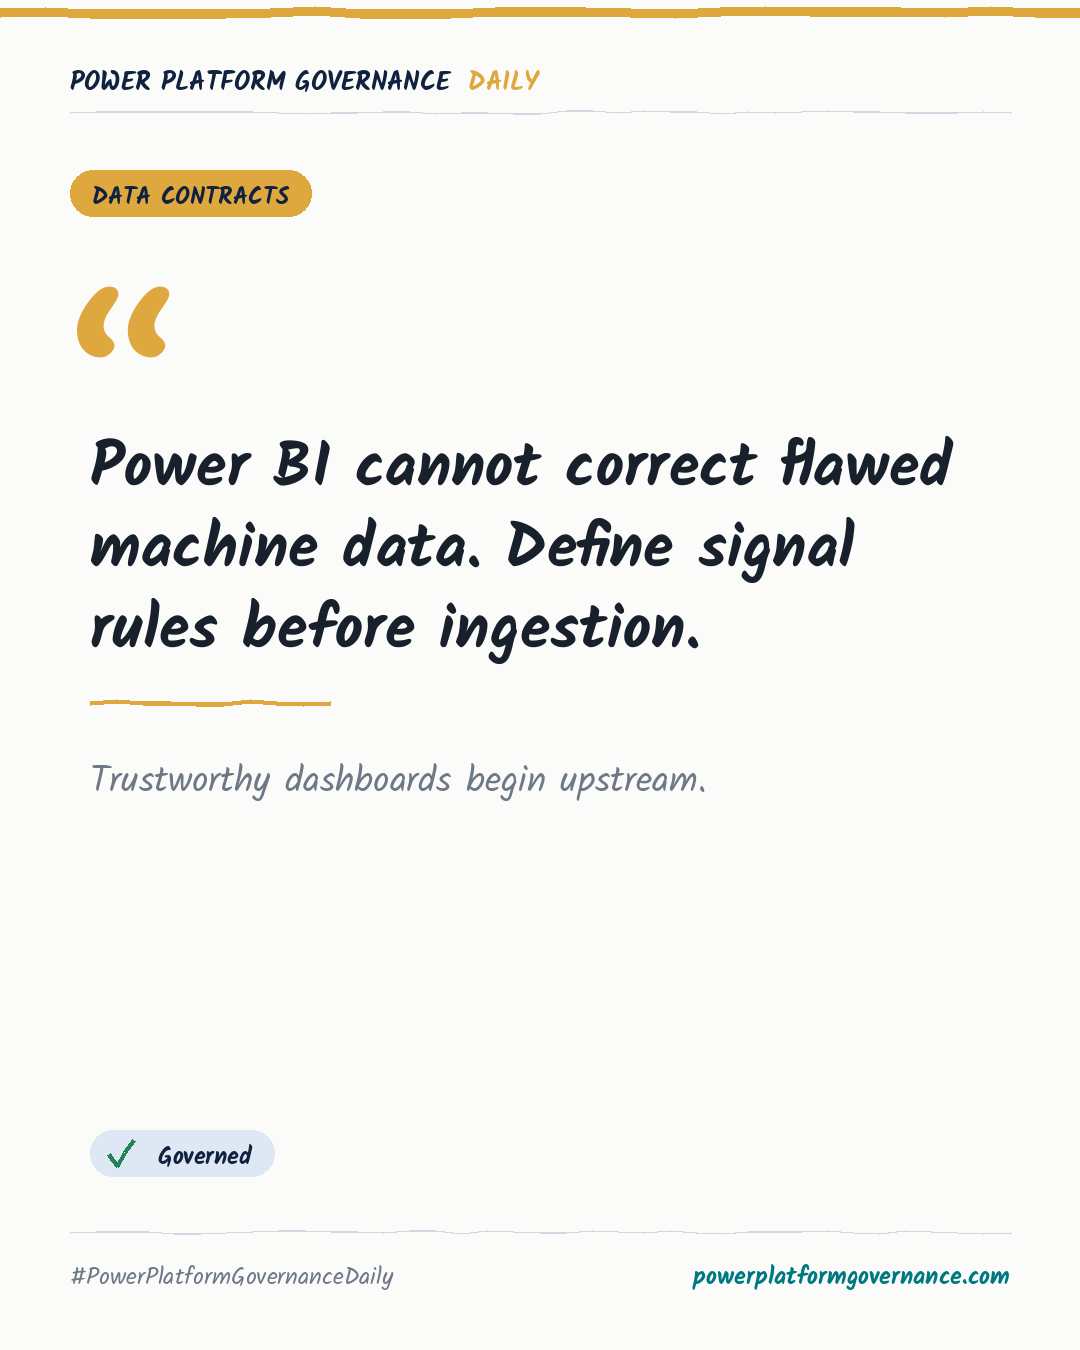 POWER PLATFORM GOVERNANCE DAILY
DATA CONTRACTS
“
Power BI cannot correct flawed
machine data. Define signal
rules before ingestion.
Trustworthy dashboards begin upstream.
✓ Governed
#PowerPlatformGovernanceDaily
powerplatformgovernance.com